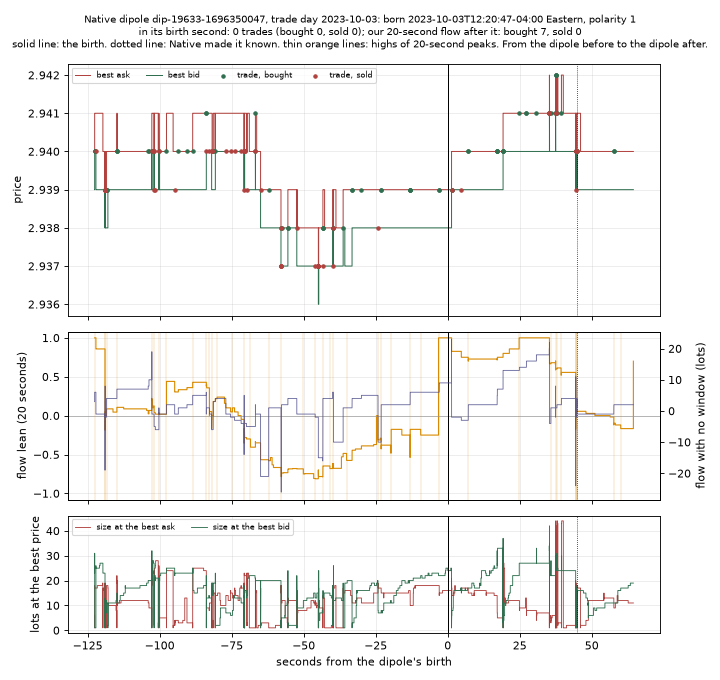 Native dipole dip-19633-1696350047, trade day 2023-10-03: born 2023-10-03T12:20:47-04:00 Eastern, polarity 1
in its birth second: 0 trades (bought 0, sold 0); our 20-second flow after it: bought 7, sold 0
solid line: the birth. dotted line: Native made it known. thin orange lines: highs of 20-second peaks. From the dipole before to the dipole after.
best ask best bid trade, bought trade, sold
2.942
2.941
2.940
2.939
2.938
2.937
2.936
price
1.0
0.5
0.0
−0.5
−1.0
flow lean (20 seconds)
20
10
0
−10
−20
flow with no window (lots)
size at the best ask size at the best bid
40
30
20
10
0
lots at the best price
−125 −100 −75 −50 −25 0 25 50
seconds from the dipole's birth